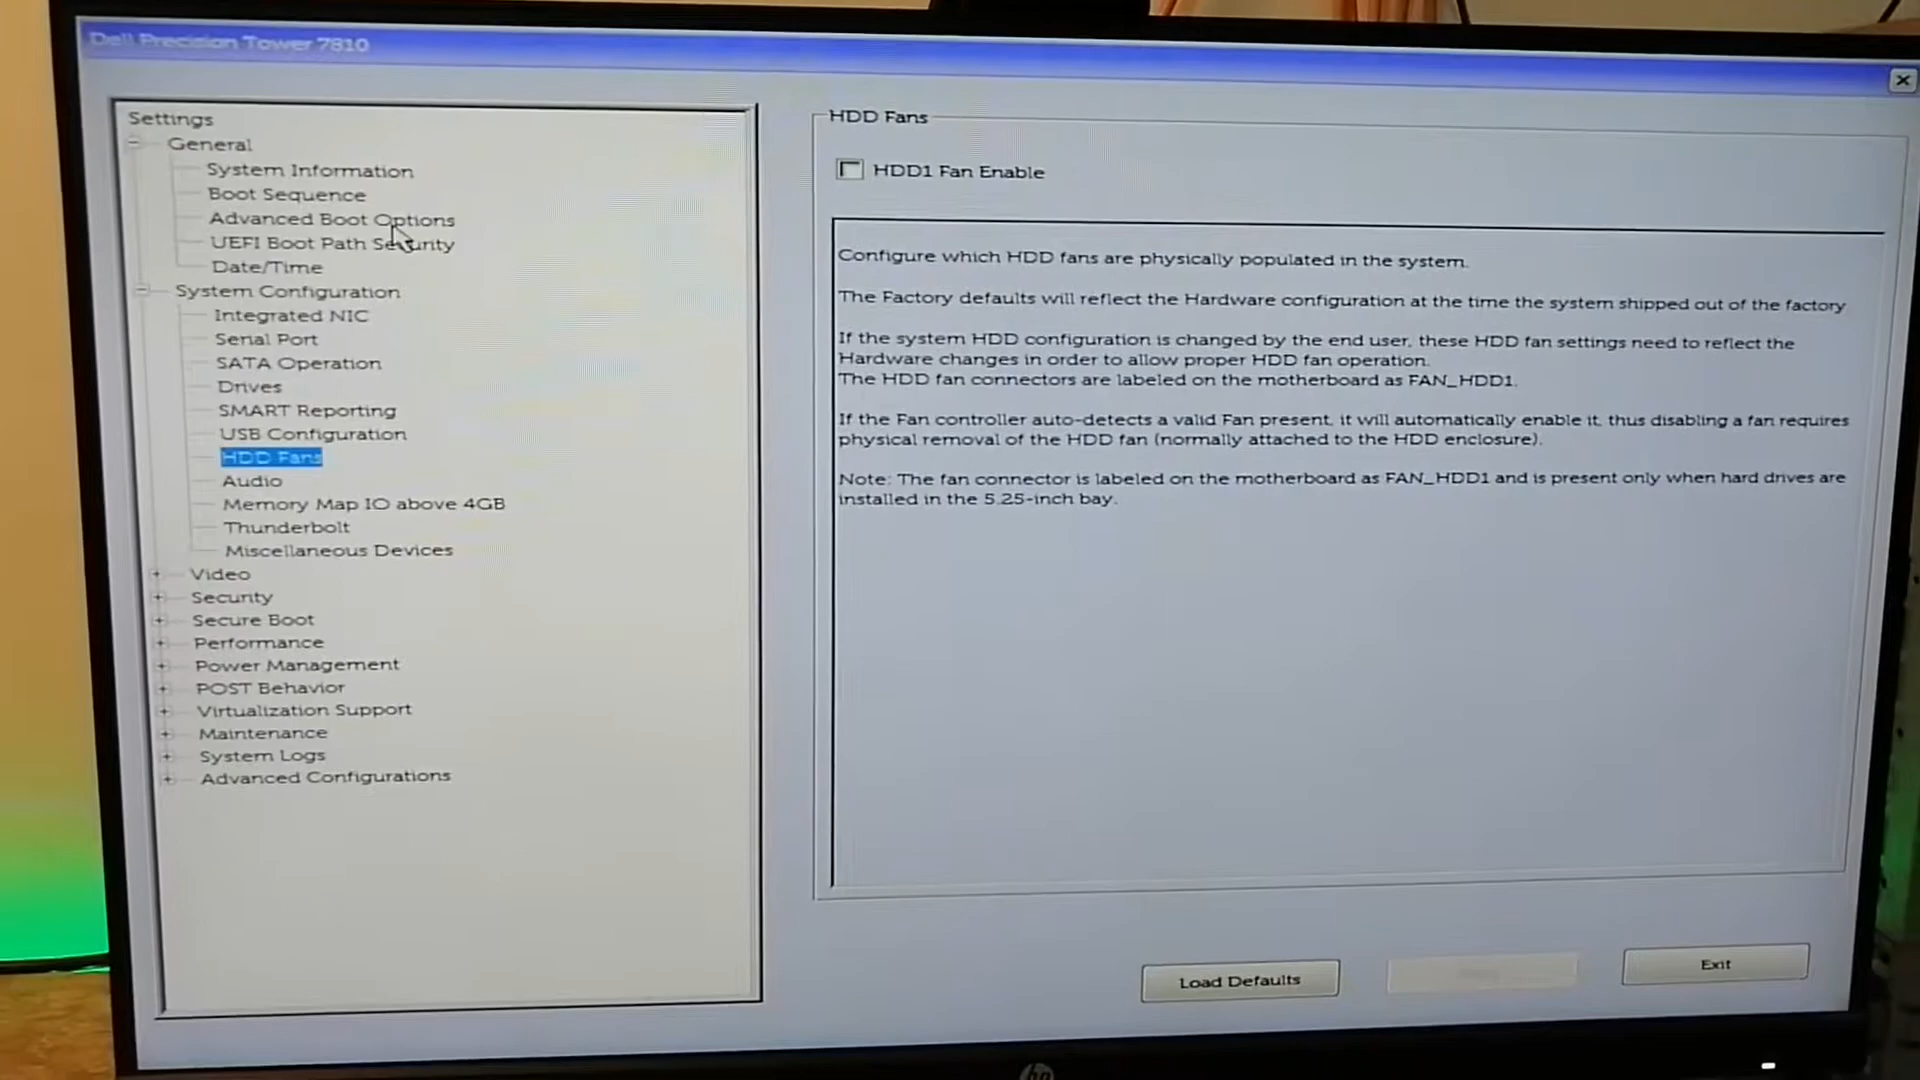 Dell Precision Tower 7810
Settings
General
System Information
Boot Sequence
Advanced Boot Options
UEFI Boot Path Security
Date/Time
System Configuration
Integrated NIC
Serial Port
SATA Operation
Drives
SMART Reporting
USB Configuration
HDD Fans
Audio
Memory Map IO above 4GB
Thunderbolt
Miscellaneous Devices
Video
Security
Secure Boot
Performance
Power Management
POST Behavior
Virtualization Support
Maintenance
System Logs
Advanced Configurations
HDD Fans
HDD1 Fan Enable
Configure which HDD fans are physically populated in the system.
The Factory defaults will reflect the Hardware configuration at the time the system shipped out of the factory
If the system HDD configuration is changed by the end user, these HDD fan settings need to reflect the
Hardware changes in order to allow proper HDD fan operation.
The HDD fan connectors are labeled on the motherboard as FAN_HDD1.
If the Fan controller auto-detects a valid Fan present, it will automatically enable it, thus disabling a fan requires
physical removal of the HDD fan (normally attached to the HDD enclosure).
Note: The fan connector is labeled on the motherboard as FAN_HDD1 and is present only when hard drives are
installed in the 5.25-inch bay.
Load Defaults
Exit
hp